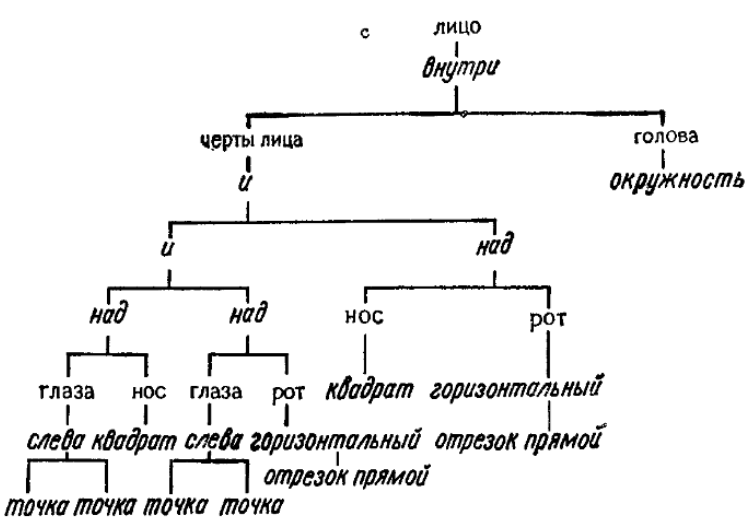 с лицо
внутри
черты лица голова
и окружность
и над
над над нос рот
глаза нос глаза рот квадрат горизонтальный
слева квадрат слева горизонтальный отрезок прямой
отрезок прямой
точка точка точка точка